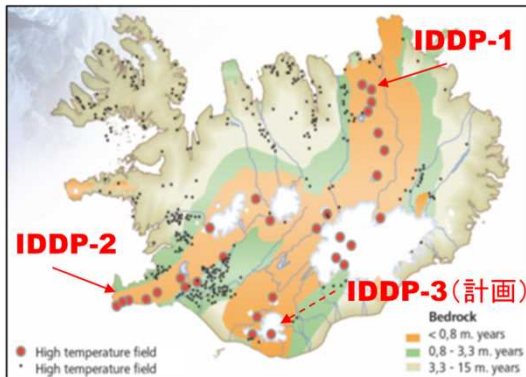 IDDP-1
IDDP-2
IDDP-3(計画)
Bedrock
< 0,8 m. years
0,8 - 3,3 m. years
3,3 - 15 m. years
High temperature field
High temperature field